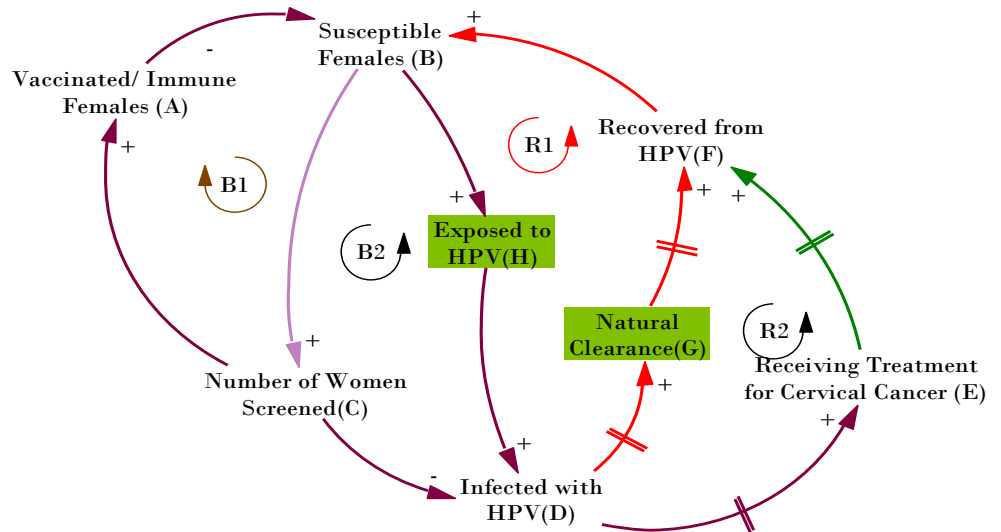 +
Susceptible
Females (B)
-
Vaccinated/ Immune
Females (A)
+
R1
Recovered from
HPV(F)
B1
+
+
+
Exposed to
HPV(H)
B2
Natural
Clearance(G)
R2
+
Number of Women
Screened(C)
+
Receiving Treatment
for Cervical Cancer (E)
+
+
-
Infected with
HPV(D)